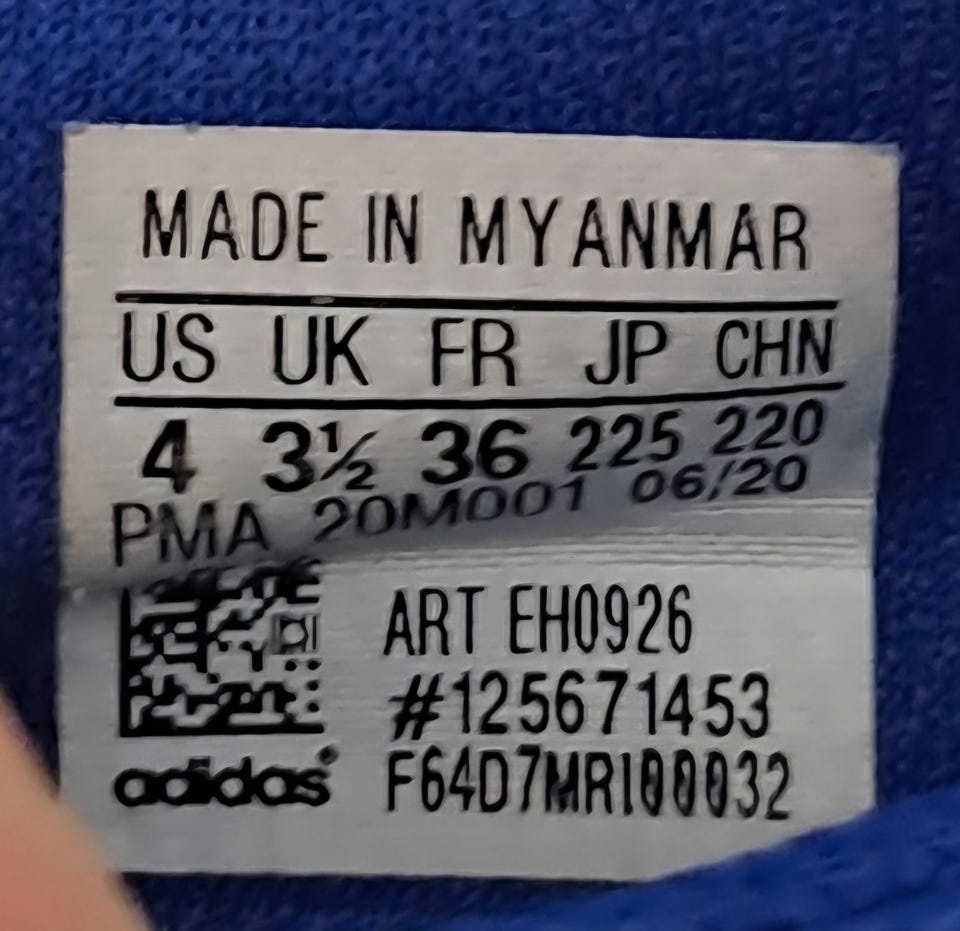 MADE IN MYANMAR
US UK FR JP CHN
4 3½ 36 225 220
PMA 20M001 06/20
ART EH0926
#125671453
adidas F64D7MRI00032